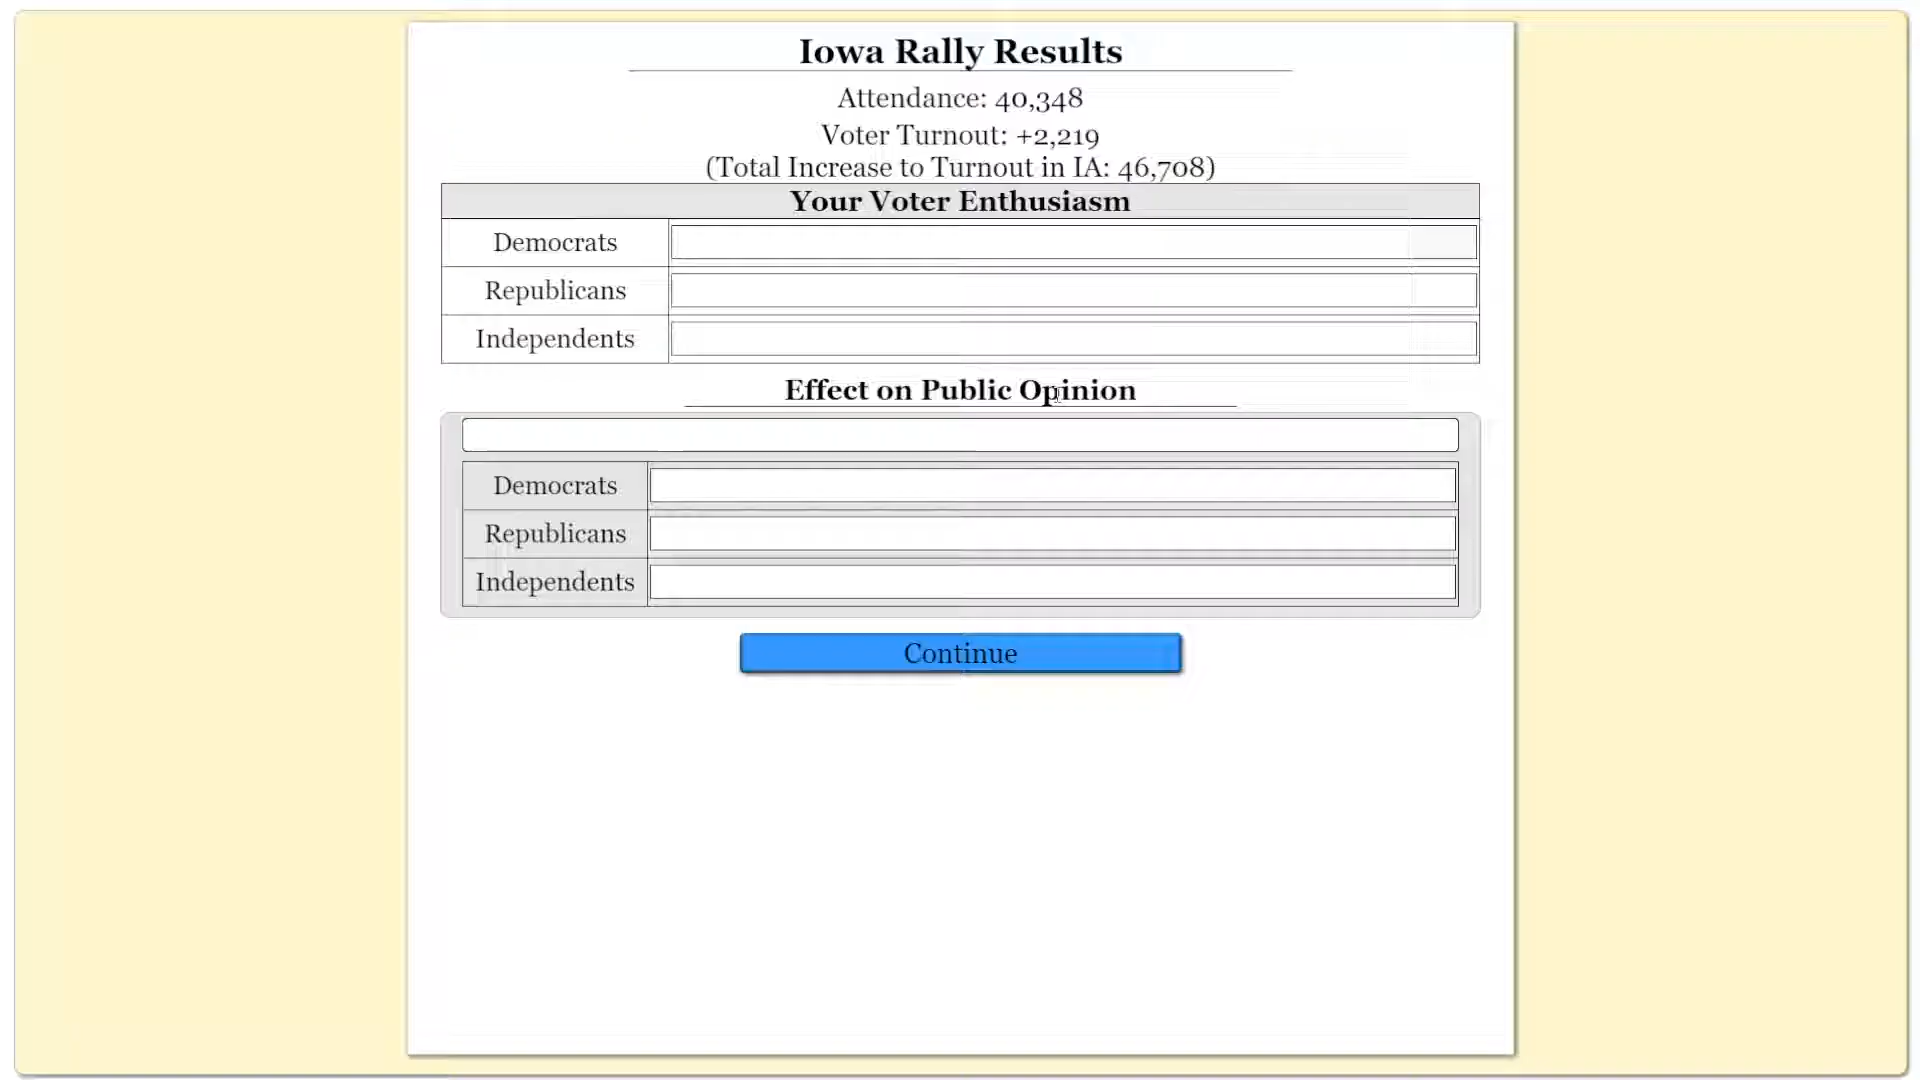 Iowa Rally Results
Attendance: 40,348
Voter Turnout: +2,219
(Total Increase to Turnout in IA: 46,708)
Your Voter Enthusiasm
Democrats
Republicans
Independents
Effect on Public Opinion
Democrats
Republicans
Independents
Continue